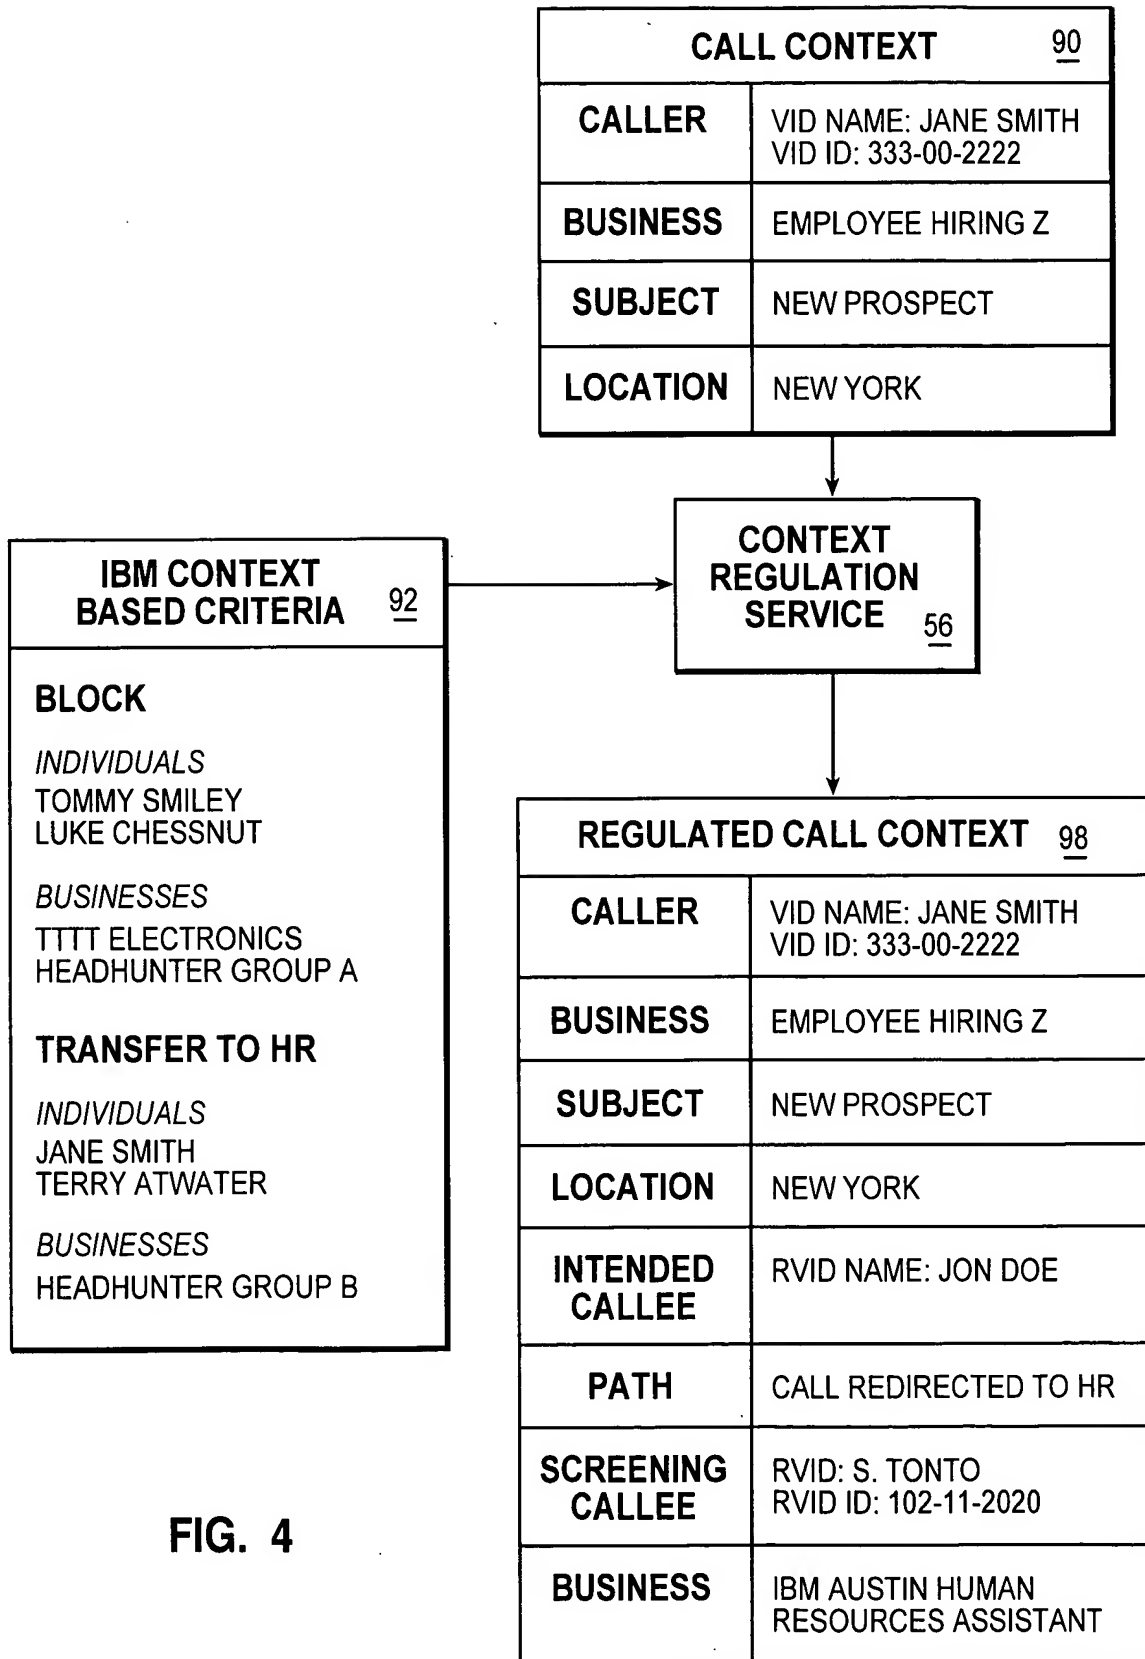 CALL CONTEXT 90
CALLER VID NAME: JANE SMITH
VID ID: 333-00-2222
BUSINESS EMPLOYEE HIRING Z
SUBJECT NEW PROSPECT
LOCATION NEW YORK
CONTEXT
REGULATION
SERVICE 56
IBM CONTEXT
BASED CRITERIA 92
BLOCK
INDIVIDUALS
TOMMY SMILEY
LUKE CHESSNUT
BUSINESSES
TTTT ELECTRONICS
HEADHUNTER GROUP A
TRANSFER TO HR
INDIVIDUALS
JANE SMITH
TERRY ATWATER
BUSINESSES
HEADHUNTER GROUP B
REGULATED CALL CONTEXT 98
CALLER VID NAME: JANE SMITH
VID ID: 333-00-2222
BUSINESS EMPLOYEE HIRING Z
SUBJECT NEW PROSPECT
LOCATION NEW YORK
INTENDED RVID NAME: JON DOE
CALLEE
PATH CALL REDIRECTED TO HR
SCREENING RVID: S. TONTO
CALLEE RVID ID: 102-11-2020
BUSINESS IBM AUSTIN HUMAN
RESOURCES ASSISTANT
FIG. 4